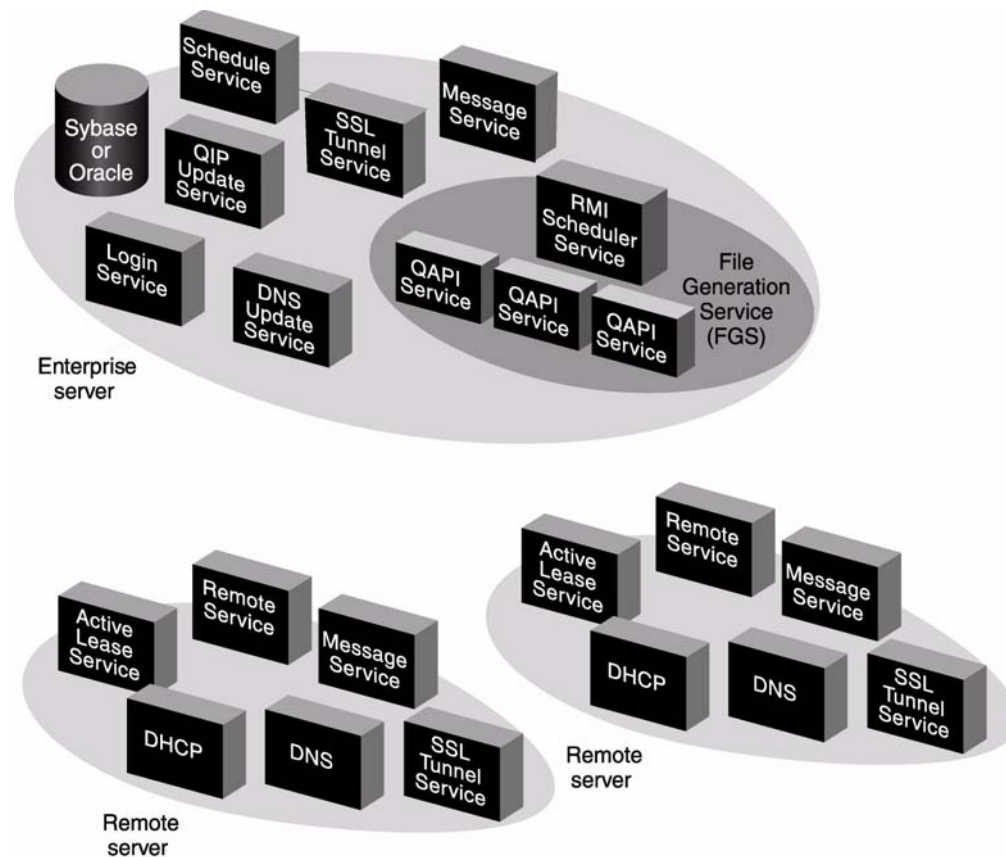 Schedule
Service
Message
Service
Sybase
or
Oracle
SSL
Tunnel
Service
QIP
Update
Service
RMI
Scheduler
Service
Login
Service
DNS
Update
Service
QAPI
Service
QAPI
Service
QAPI
Service
File
Generation
Service
(FGS)
Enterprise
server
Active
Lease
Service
Remote
Service
Message
Service
DHCP
DNS
SSL
Tunnel
Service
Remote
server
Active
Lease
Service
Remote
Service
Message
Service
DHCP
DNS
SSL
Tunnel
Service
Remote
server